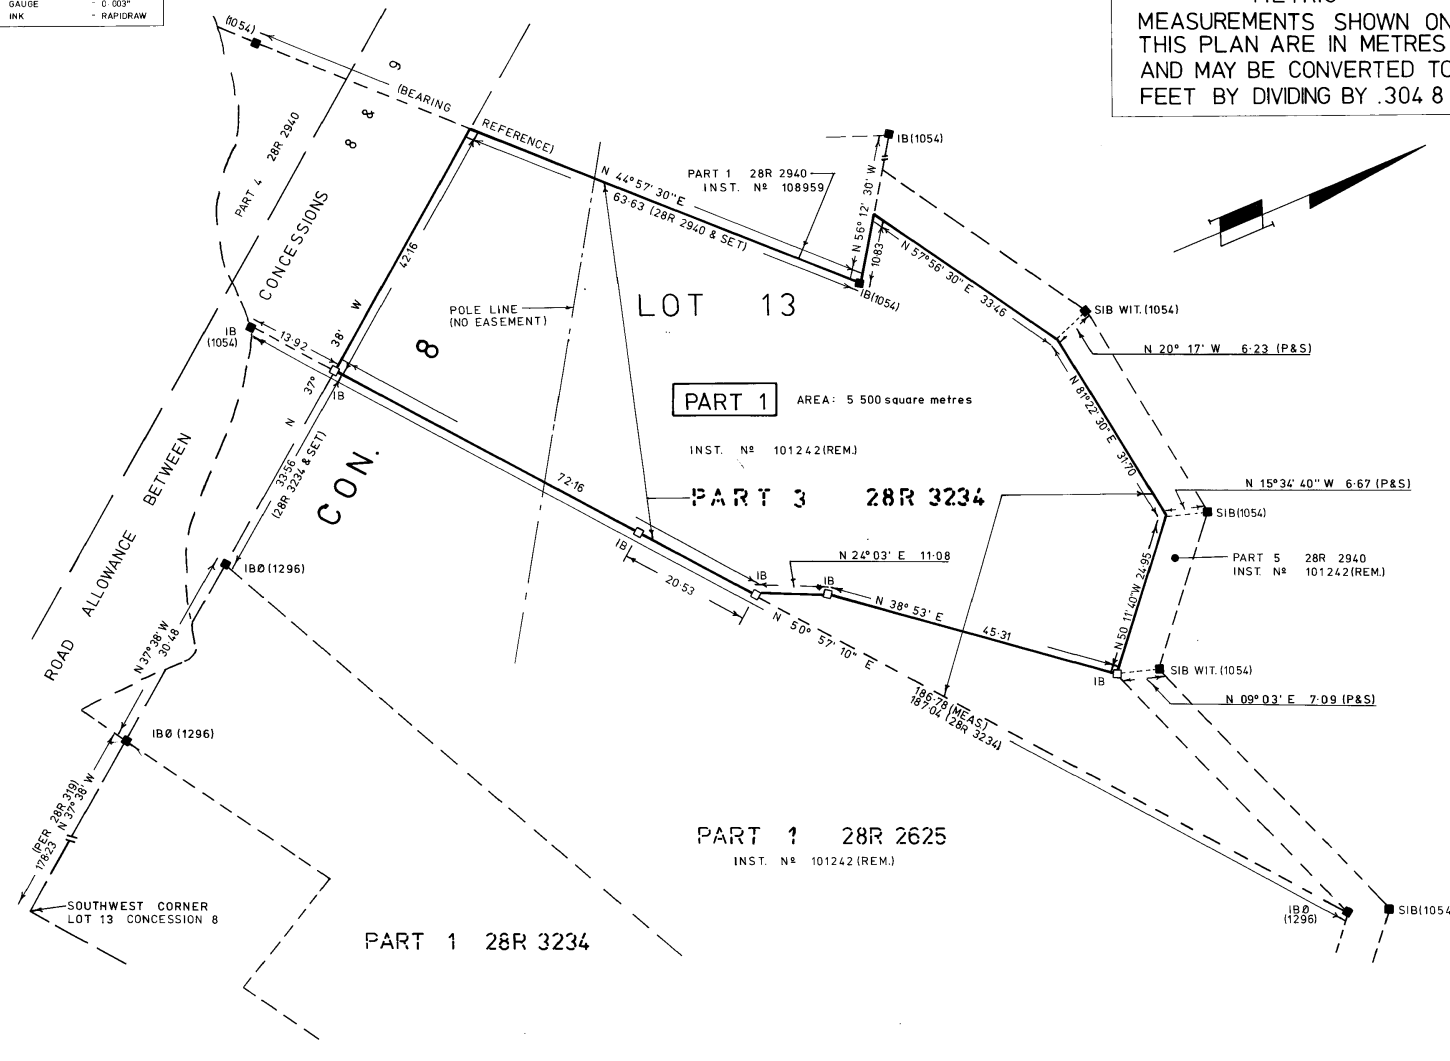 GAUGE - 0·003"
INK - RAPIDRAW
METRIC
MEASUREMENTS SHOWN ON
THIS PLAN ARE IN METRES
AND MAY BE CONVERTED TO
FEET BY DIVIDING BY .304 8
(1054)
(BEARING
REFERENCE)
CONCESSIONS 8 & 9
PART 4 28R 2940
N 44° 57' 30" E
63·63 (28R 2940 & SET)
PART 1 28R 2940
INST. Nº 108959
IB(1054)
N 56° 12' 30" W
10·83
IB(1054)
N 57° 56' 30" E 33·46
SIB WIT.(1054)
N 20° 17' W 6·23 (P&S)
42·16
POLE LINE
(NO EASEMENT)
LOT 13
IB
(1054)
13·92
IB
N 37° 38' W
8
CON.
PART 1
AREA: 5 500 square metres
INST. Nº 101242(REM.)
N 81° 22' 30" E 31·70
PART 3 28R 3234
N 15° 34' 40" W 6·67 (P&S)
SIB(1054)
PART 5 28R 2940
INST. Nº 101242(REM.)
33·56
(28R 3234 & SET)
ROAD ALLOWANCE BETWEEN
72·16
IB
20·53
IB
N 24° 03' E 11·08
IB
N 38° 53' E
45·31
N 50 11' 40" W 24·95
IB
SIB WIT.(1054)
N 09° 03' E 7·09 (P&S)
N 50° 57' 10" E
186·78 (MEAS.)
187·04 (28R 3234)
IBØ (1296)
N 37° 38' W
30·48
IBØ (1296)
(PER 28R 319)
N 37° 38' W
178·23
SOUTHWEST CORNER
LOT 13 CONCESSION 8
PART 1 28R 2625
INST. Nº 101242(REM.)
PART 1 28R 3234
IBØ
(1296)
SIB(1054